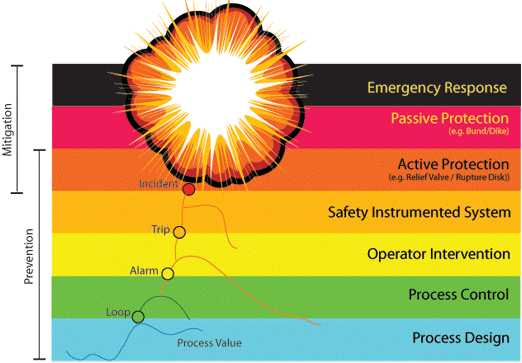 Emergency Response
Passive Protection
(e.g. Bund/Dike)
Active Protection
(e.g. Relief Valve / Rupture Disk))
Incident
Safety Instrumented System
Trip
Operator Intervention
Alarm
Process Control
Loop
Process Value
Process Design
Mitigation
Prevention